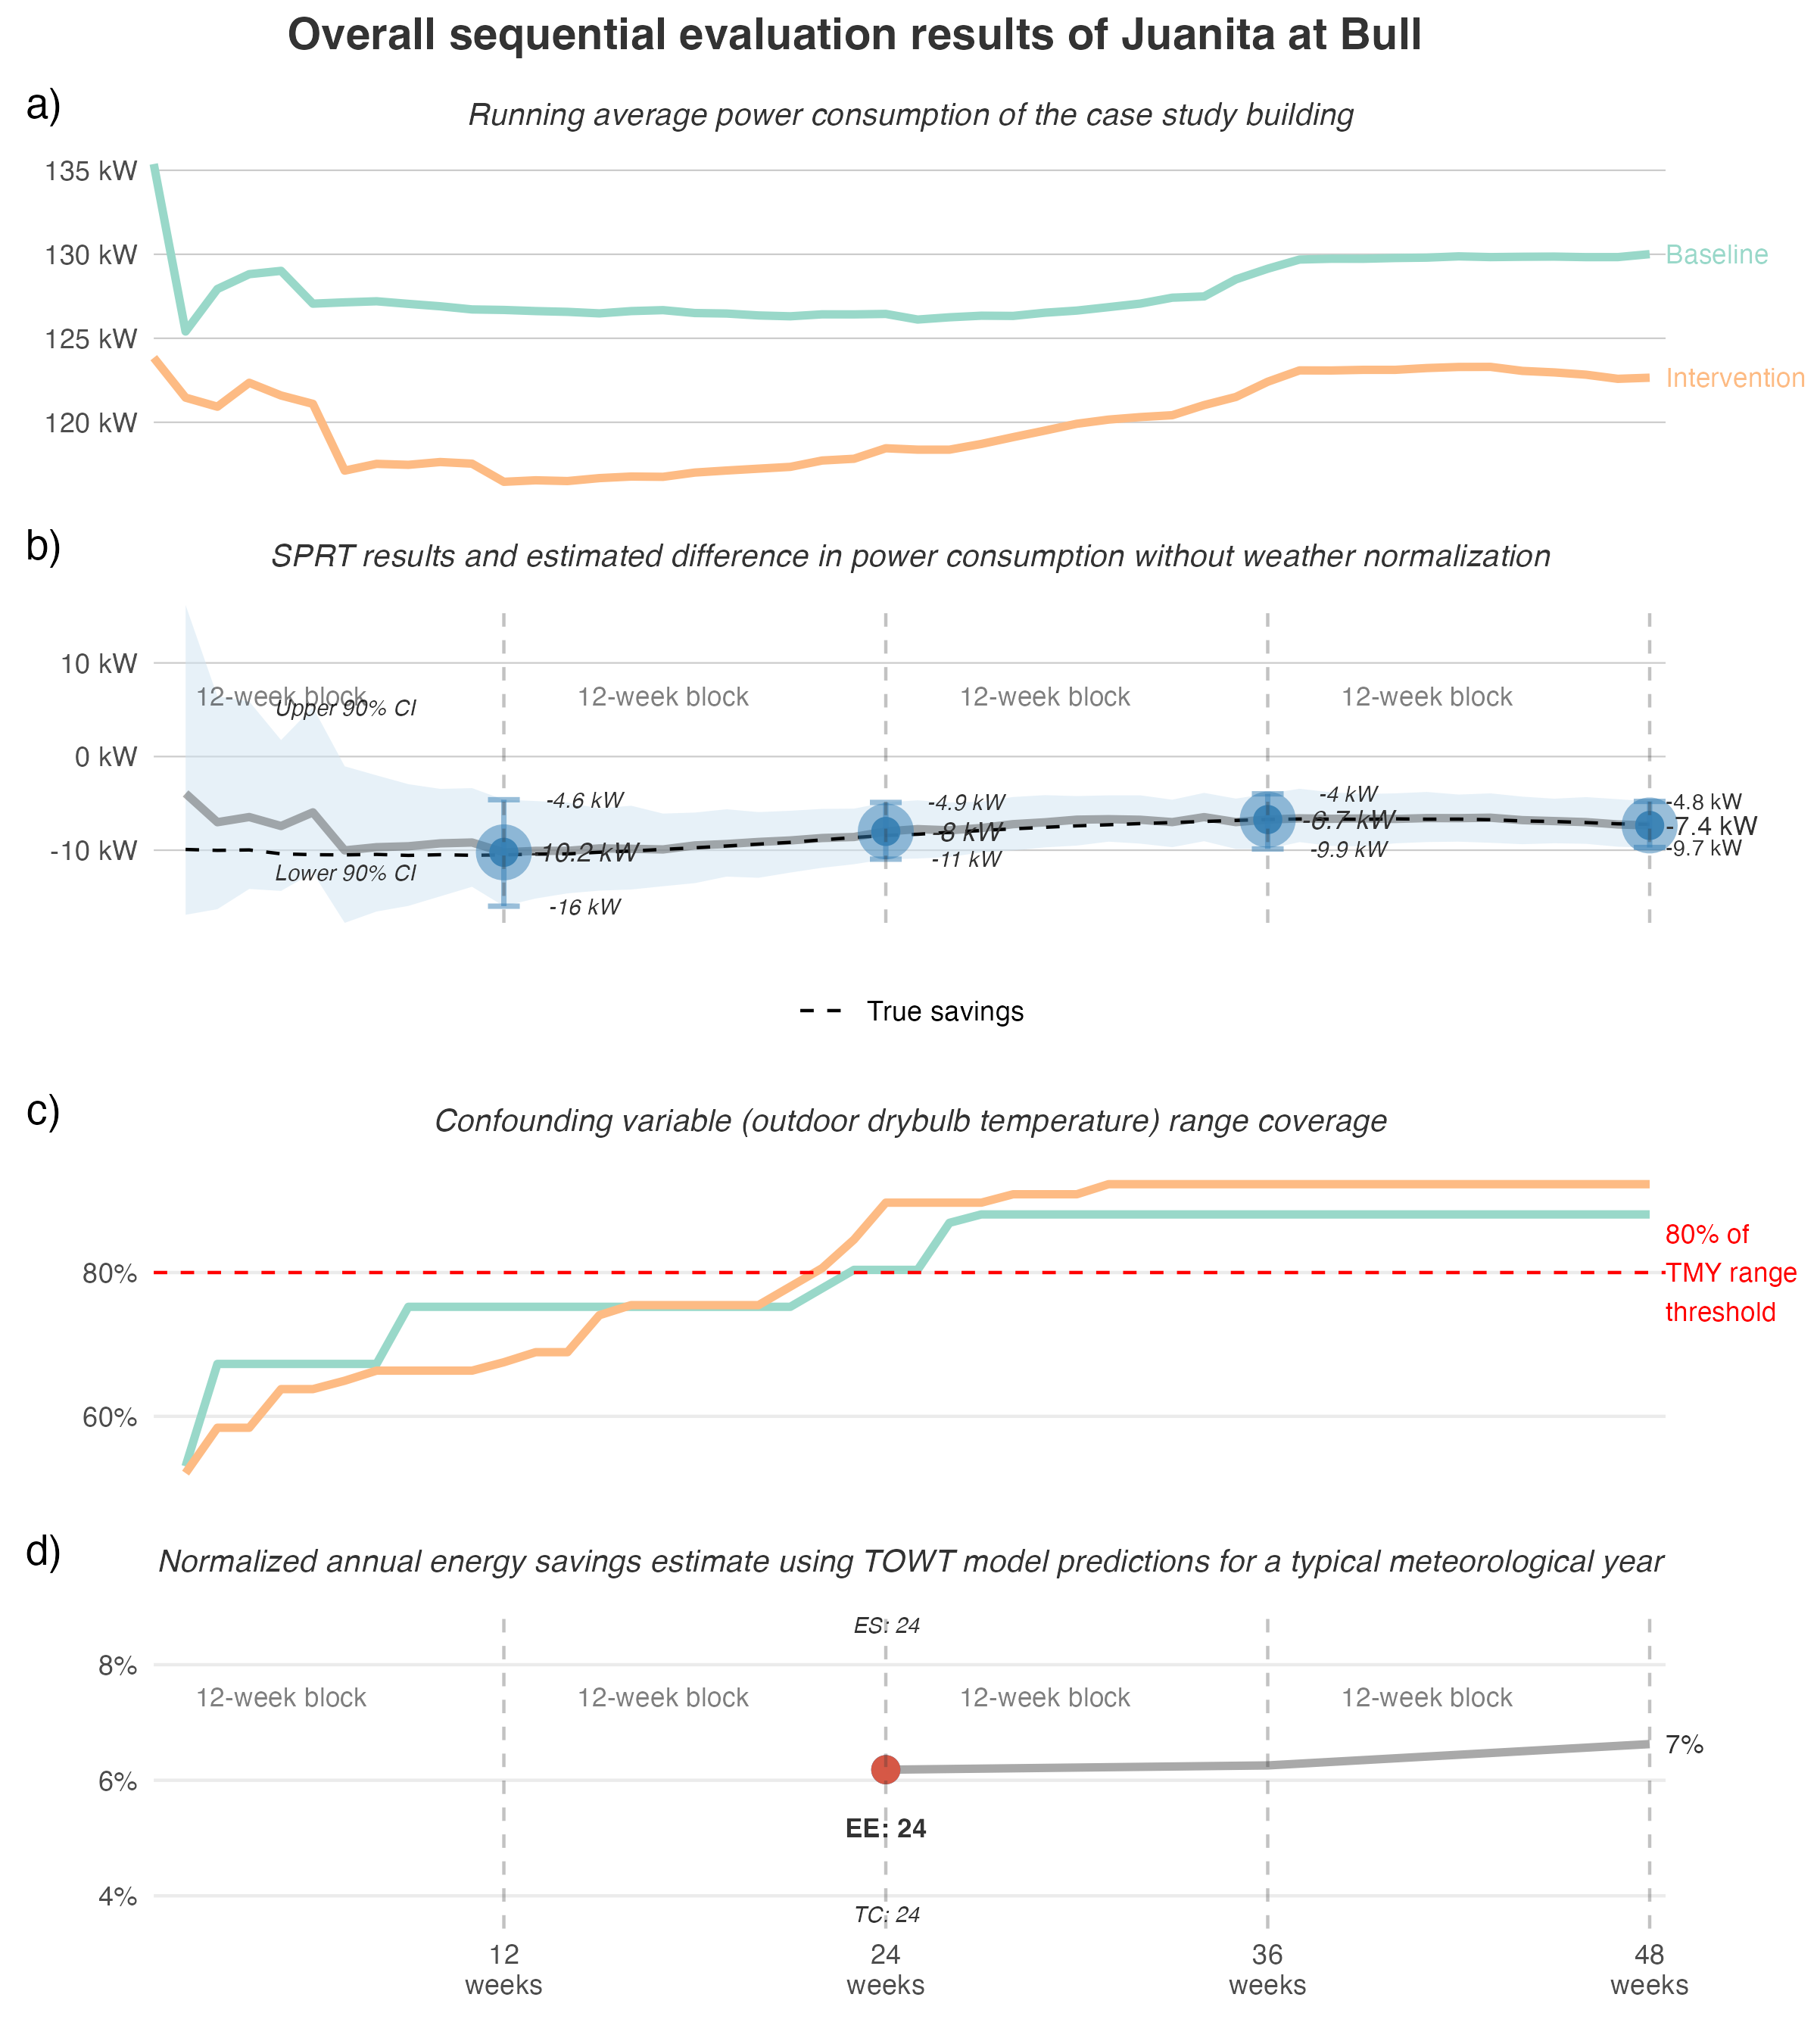 Overall sequential evaluation results of Juanita at Bull
a)
Running average power consumption of the case study building
135 kW
130 kW
Baseline
125 kW
Intervention
120 kW
b)
SPRT results and estimated difference in power consumption without weather normalization
10 kW
12-week block
12-week block
12-week block
12-week block
Upper 90% CI
0 kW
-4.6 kW
-4.9 kW
-4 kW
-4.8 kW
-10 kW
-10.2 kW
-8 kW
-6.7 kW
-7.4 kW
Lower 90% CI
-16 kW
-11 kW
-9.9 kW
-9.7 kW
True savings
c)
Confounding variable (outdoor drybulb temperature) range coverage
80%
80% of
TMY range
threshold
60%
d)
Normalized annual energy savings estimate using TOWT model predictions for a typical meteorological year
ES: 24
8%
12-week block
12-week block
12-week block
12-week block
7%
6%
EE: 24
4%
TC: 24
12
weeks
24
weeks
36
weeks
48
weeks